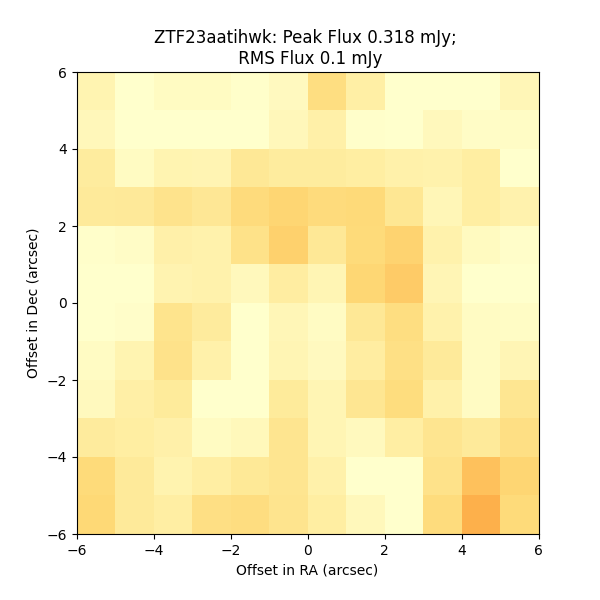 ZTF23aatihwk: Peak Flux 0.318 mJy;
RMS Flux 0.1 mJy
6
4
2
0
−2
−4
−6
Offset in Dec (arcsec)
−6 −4 −2 0 2 4 6
Offset in RA (arcsec)